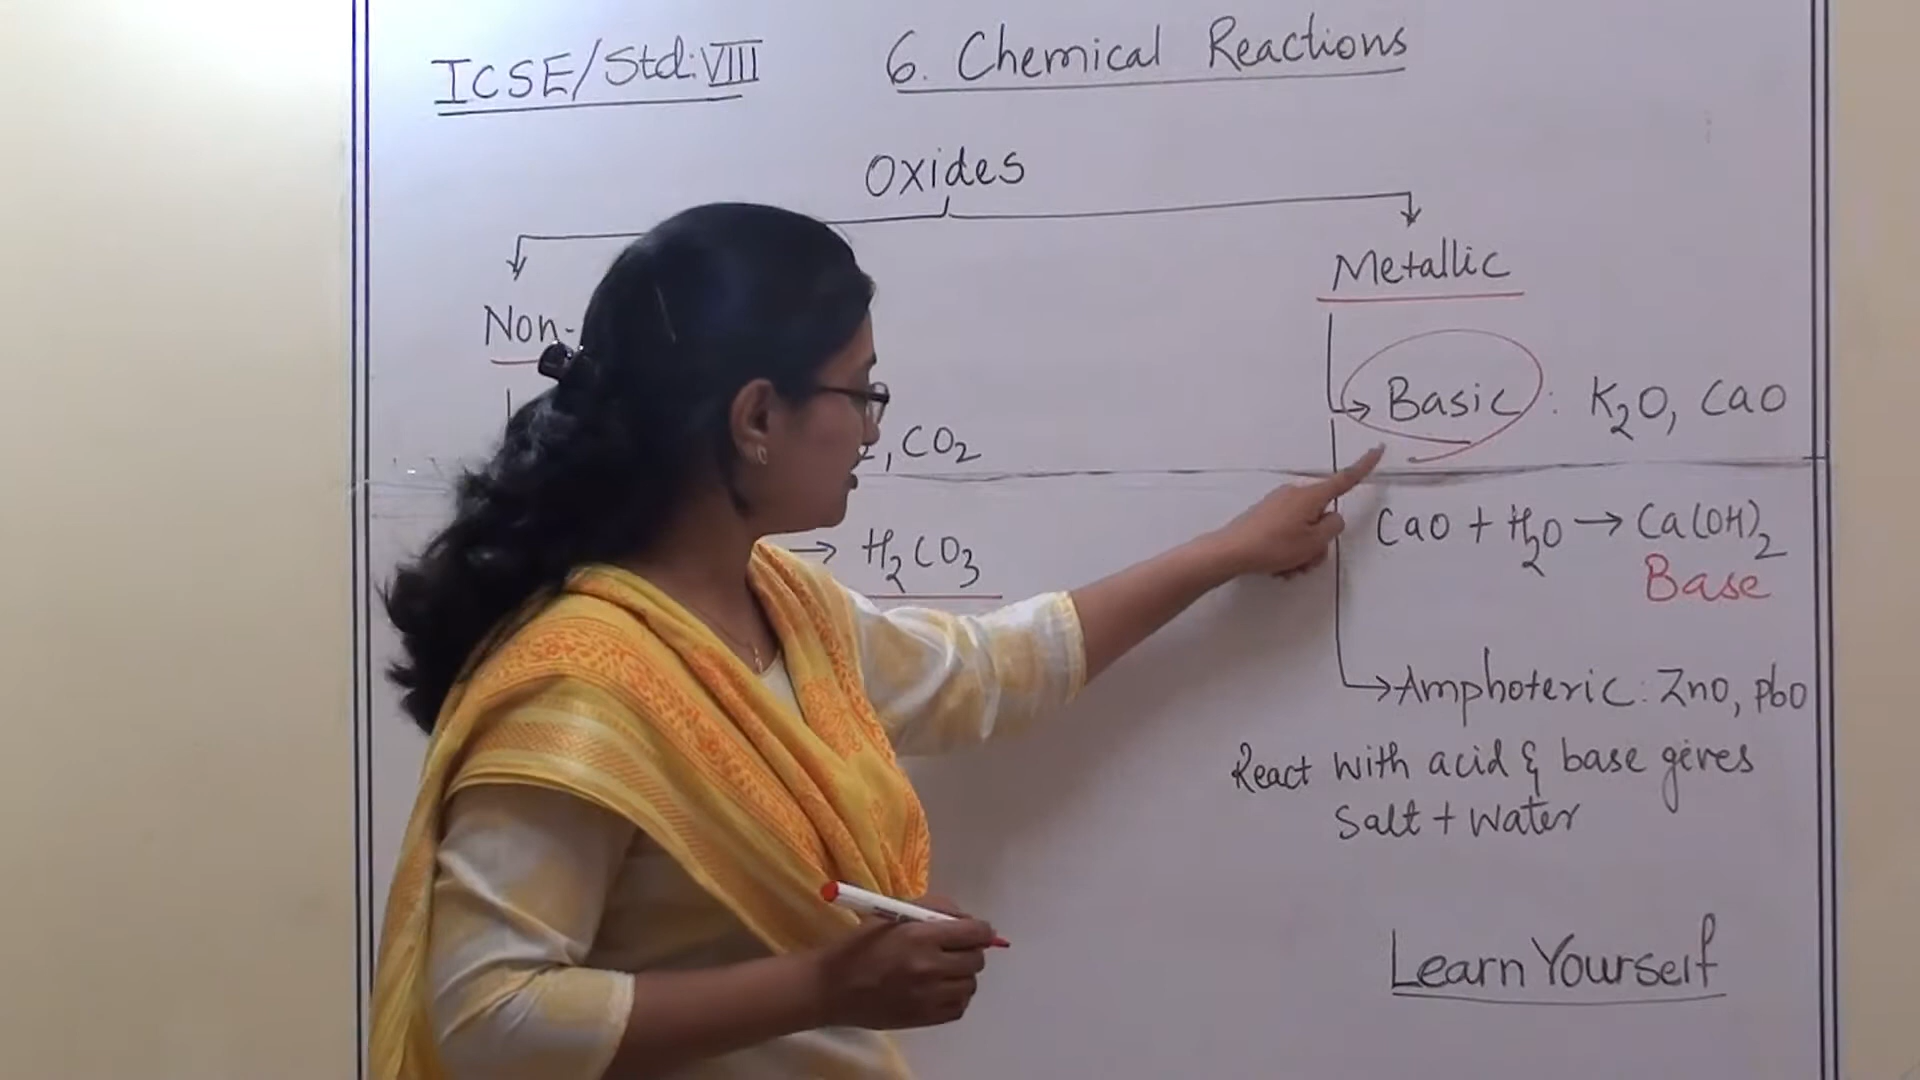 ICSE/Std:VIII 6. Chemical Reactions
Oxides
Non-
Metallic
Basic : K₂O, CaO
, CO₂
CaO + H₂O → Ca(OH)₂
Base
→ H₂CO₃
Amphoteric: ZnO, PbO
React with acid & base gives
Salt + Water
Learn Yourself